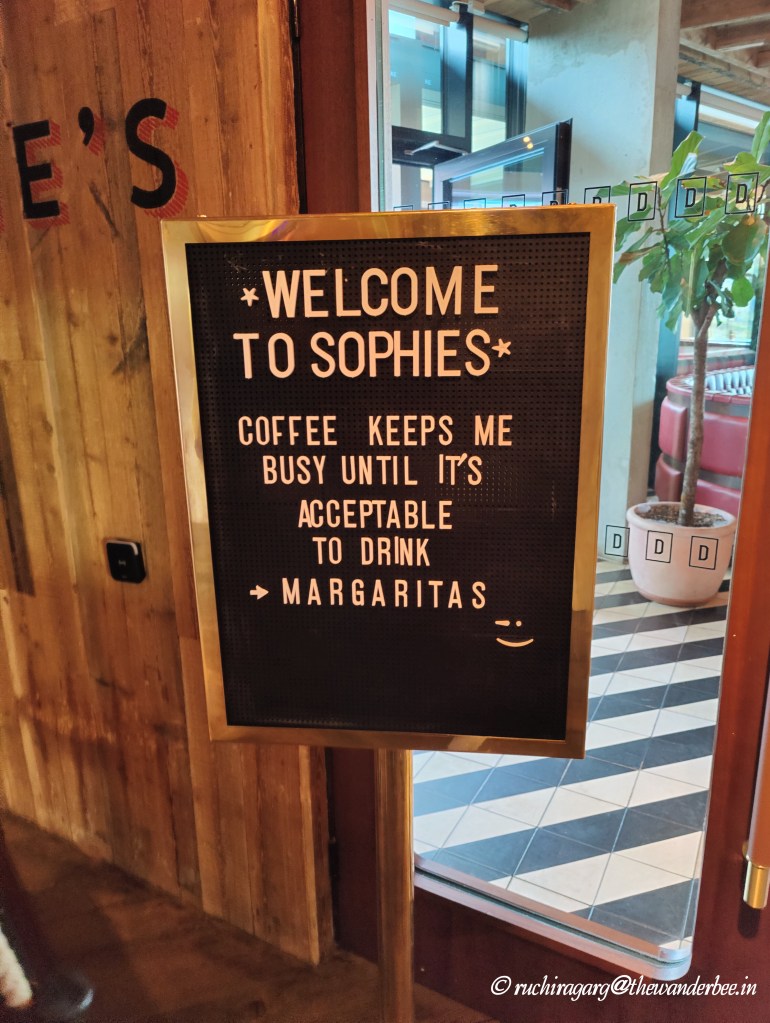 E'S
*WELCOME
TO SOPHIES*
COFFEE KEEPS ME
BUSY UNTIL IT'S
ACCEPTABLE
TO DRINK
→ MARGARITAS
D D D D
D D D
© ruchiragarg@thewanderbee.in